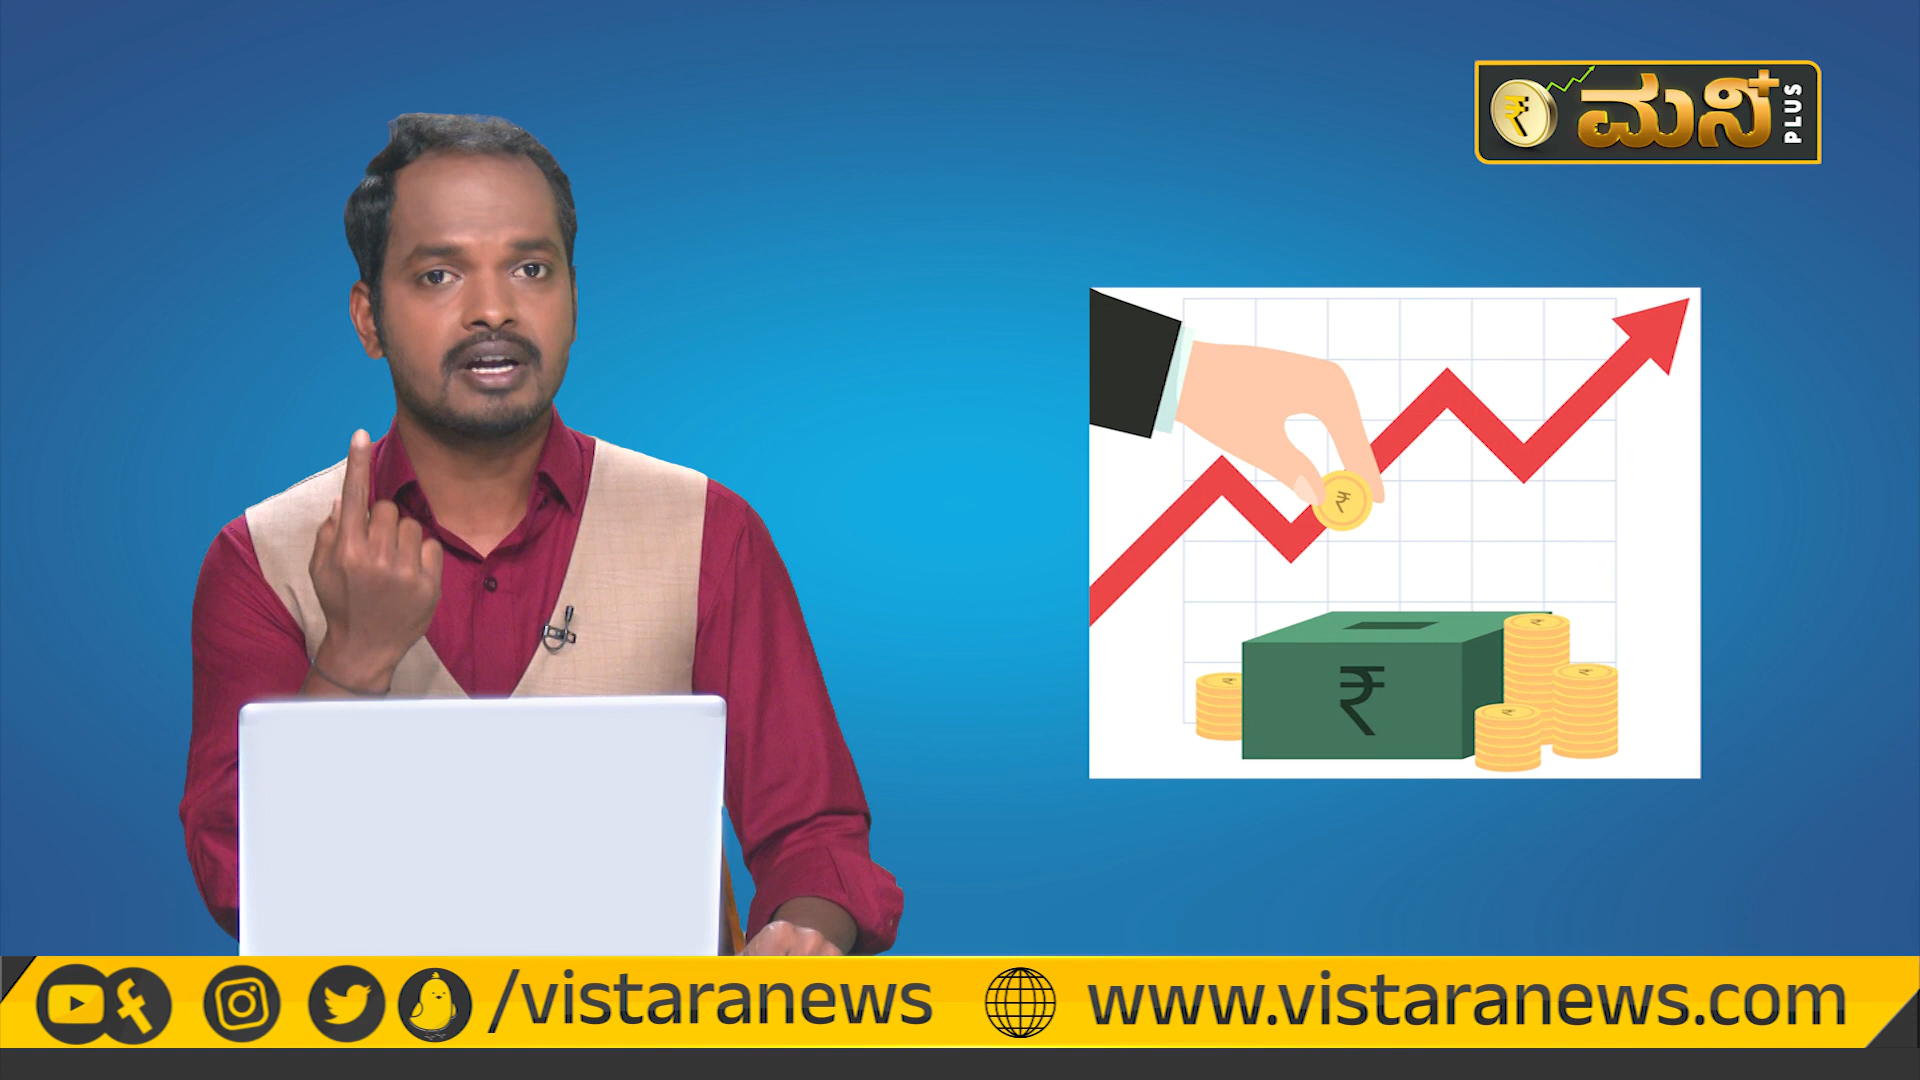 ₹ ಮನಿ+ PLUS
₹
₹
/vistaranews www.vistaranews.com